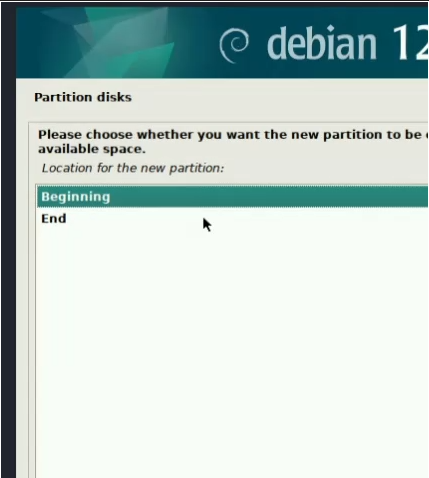 debian 12
Partition disks
Please choose whether you want the new partition to be
available space.
Location for the new partition:
Beginning
End